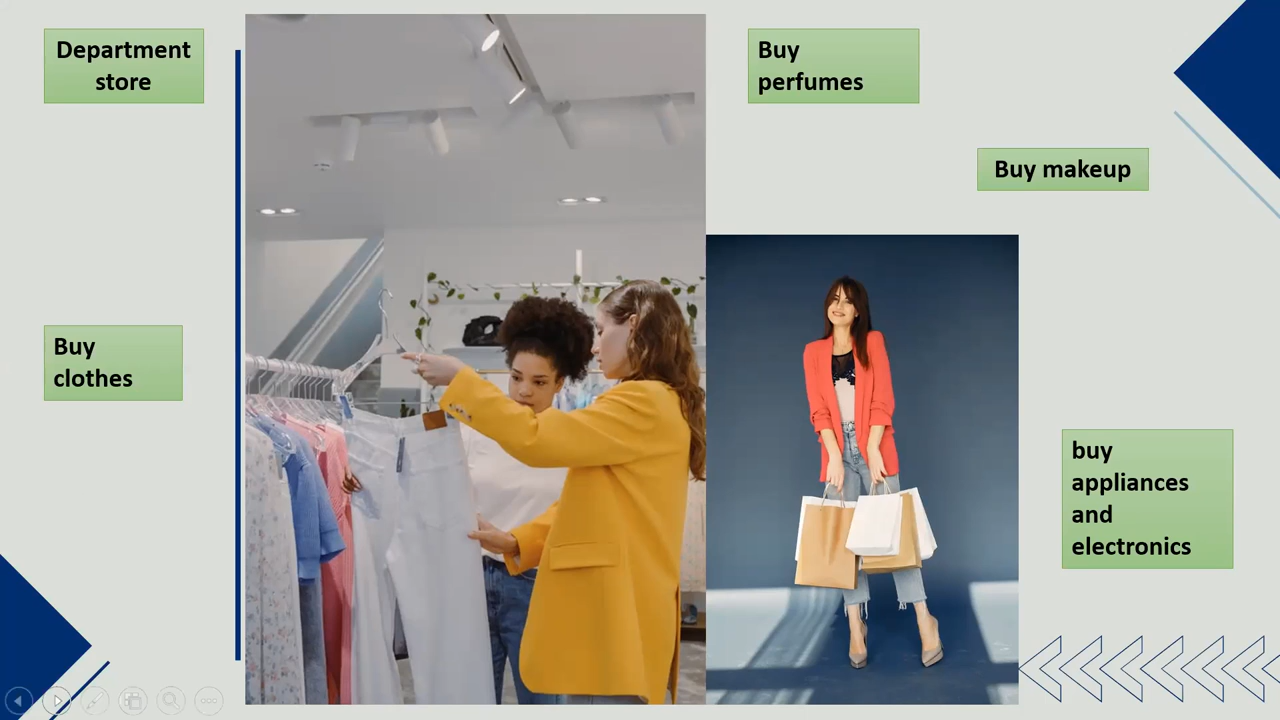 Department
store
Buy
perfumes
Buy makeup
Buy
clothes
buy
appliances
and
electronics